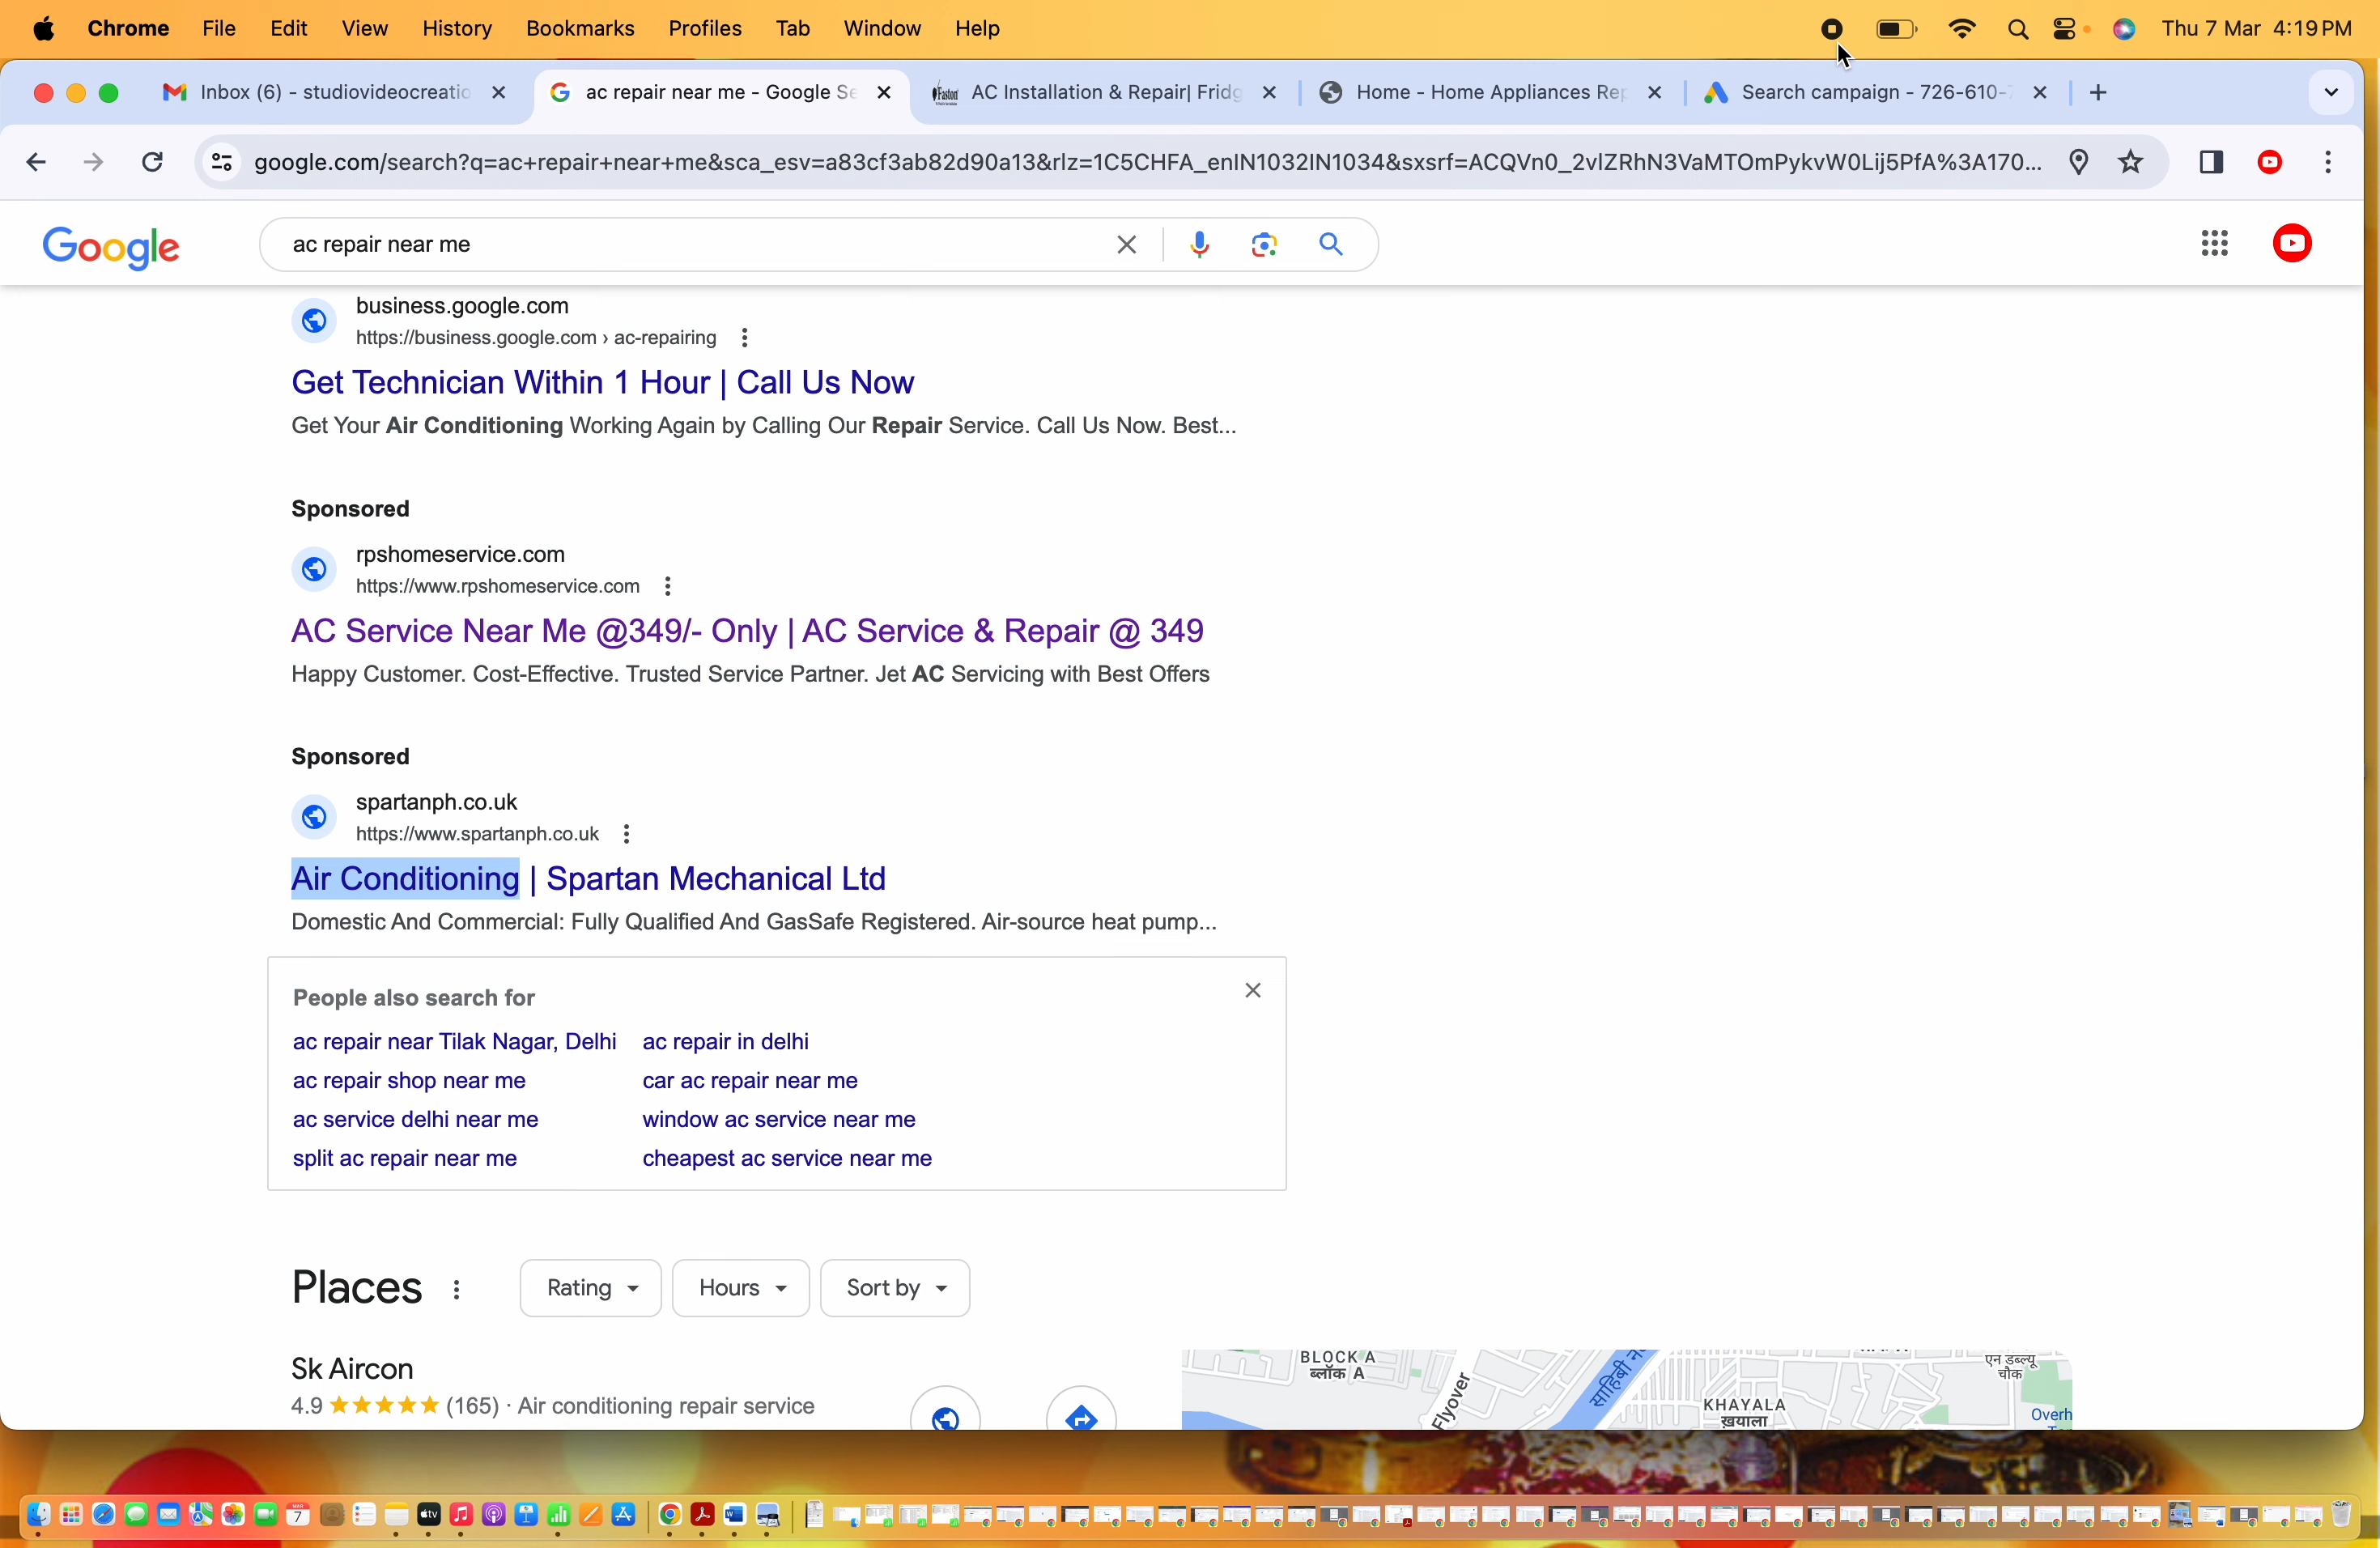 Chrome File Edit View History Bookmarks Profiles Tab Window Help Thu 7 Mar 4:19 PM
Inbox (6) - studiovideocreatio ac repair near me - Google Se Faston AC Installation & Repair| Fridg Home - Home Appliances Rep Search campaign - 726-610-
google.com/search?q=ac+repair+near+me&sca_esv=a83cf3ab82d90a13&rlz=1C5CHFA_enIN1032IN1034&sxsrf=ACQVn0_2vlZRhN3VaMTOmPykvW0Lij5PfA%3A170...
Google ac repair near me
business.google.com
https://business.google.com › ac-repairing
Get Technician Within 1 Hour | Call Us Now
Get Your Air Conditioning Working Again by Calling Our Repair Service. Call Us Now. Best...
Sponsored
rpshomeservice.com
https://www.rpshomeservice.com
AC Service Near Me @349/- Only | AC Service & Repair @ 349
Happy Customer. Cost-Effective. Trusted Service Partner. Jet AC Servicing with Best Offers
Sponsored
spartanph.co.uk
https://www.spartanph.co.uk
Air Conditioning | Spartan Mechanical Ltd
Domestic And Commercial: Fully Qualified And GasSafe Registered. Air-source heat pump...
People also search for
ac repair near Tilak Nagar, Delhi ac repair in delhi
ac repair shop near me car ac repair near me
ac service delhi near me window ac service near me
split ac repair near me cheapest ac service near me
Places Rating Hours Sort by
Sk Aircon
4.9 (165) · Air conditioning repair service
BLOCK A
ब्लॉक A
Flyover
साहिबी
KHAYALA
ख़याला
एन डब्ल्यू
चौक
Overh
MAR
7
tv